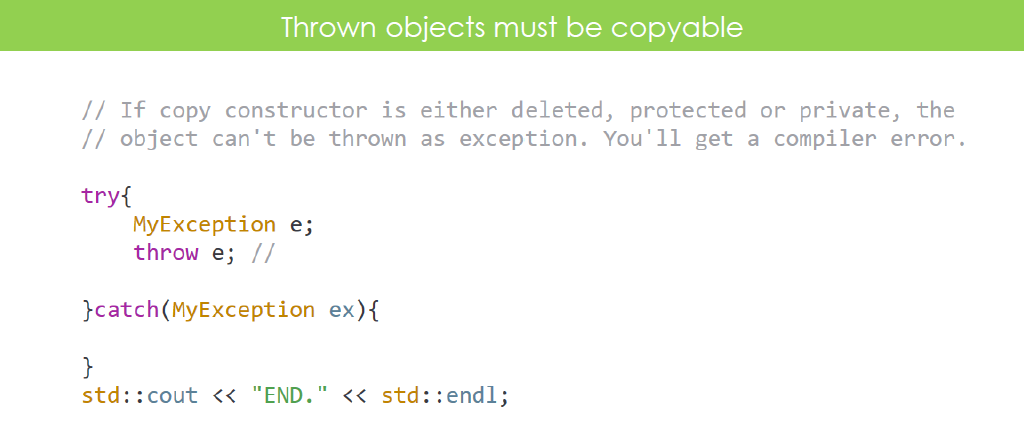 Thrown objects must be copyable
// If copy constructor is either deleted, protected or private, the
// object can't be thrown as exception. You'll get a compiler error.
try{
    MyException e;
    throw e; //
}catch(MyException ex){
}
std::cout << "END." << std::endl;